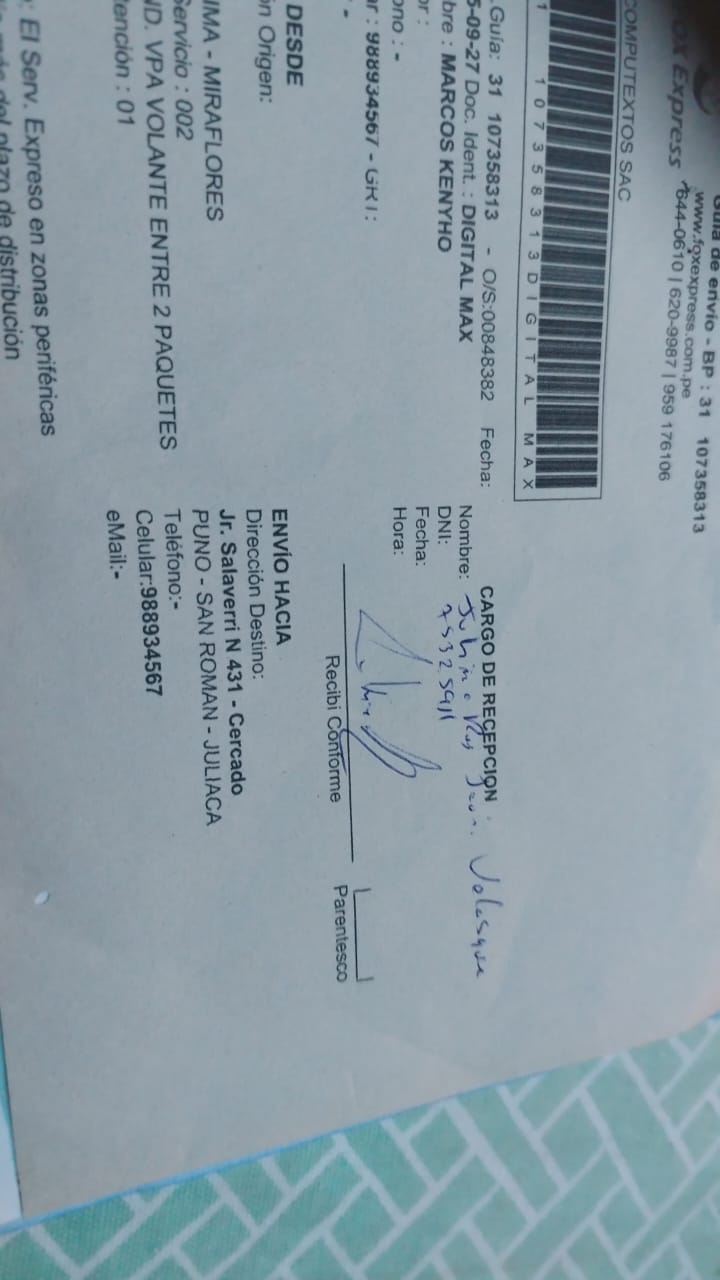 Guía de envío - BP : 31 107358313
www.foxexpress.com.pe
644-0610 | 620-9987 | 959 176106
OX Express
COMPUTEXTOS SAC
1 1 0 7 3 5 8 3 1 3 D I G I T A L M A X
.Guía: 31 107358313 - O/S:00848382 Fecha:
5-09-27 Doc. Ident. : DIGITAL MAX
bre : MARCOS KENYHO
or :
ono : -
ar : 988934567 -
-
DESDE
ón Origen:
IMA - MIRAFLORES
Servicio : 002
ND. VPA VOLANTE ENTRE 2 PAQUETES
tención : 01
: El Serv. Expreso en zonas periféricas
del plazo de distribución
CARGO DE RECEPCION
Nombre:
DNI:
Fecha:
Hora:
Recibi Conforme
Parentesco
ENVÍO HACIA
Dirección Destino:
Jr. Salaverri N 431 - Cercado
PUNO - SAN ROMAN - JULIACA
Teléfono:-
Celular:988934567
eMail:-